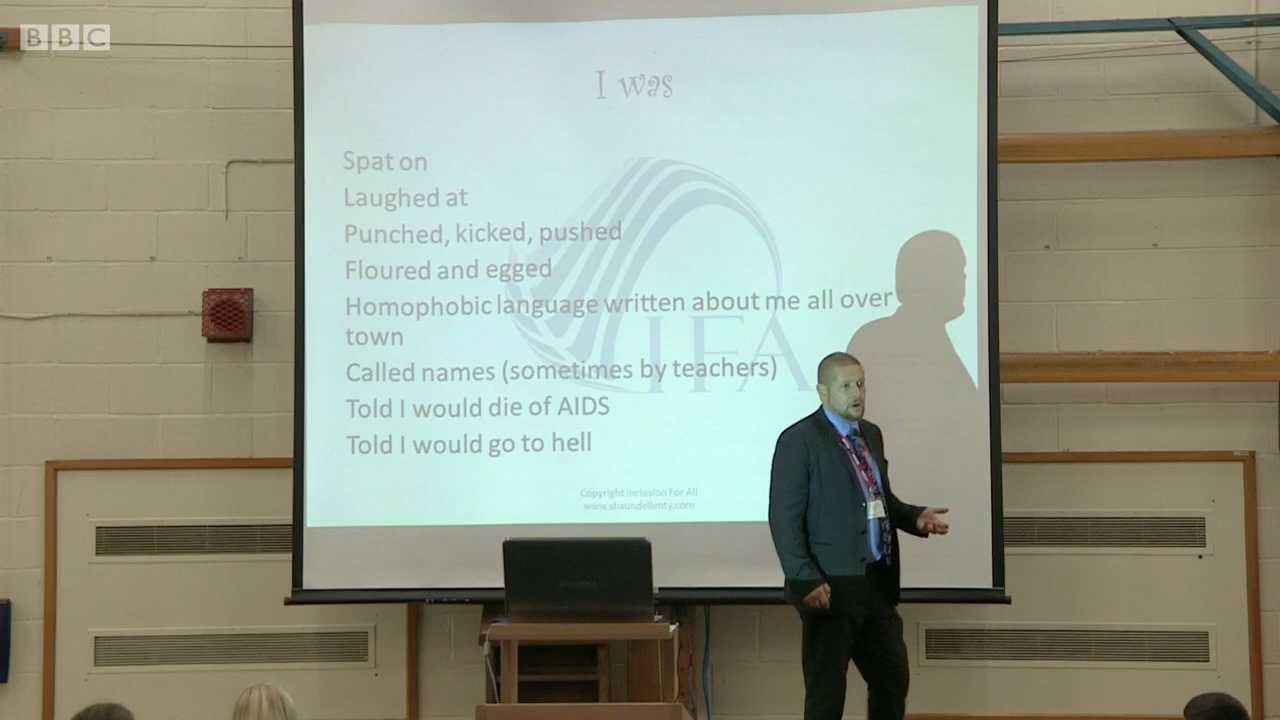 BBC
I was
Spat on
Laughed at
Punched, kicked, pushed
Floured and egged
Homophobic language written about me all over
town
Called names (sometimes by teachers)
Told I would die of AIDS
Told I would go to hell
IFA
Copyright Inclusion For All
www.shaundellenty.com
TOSHIBA